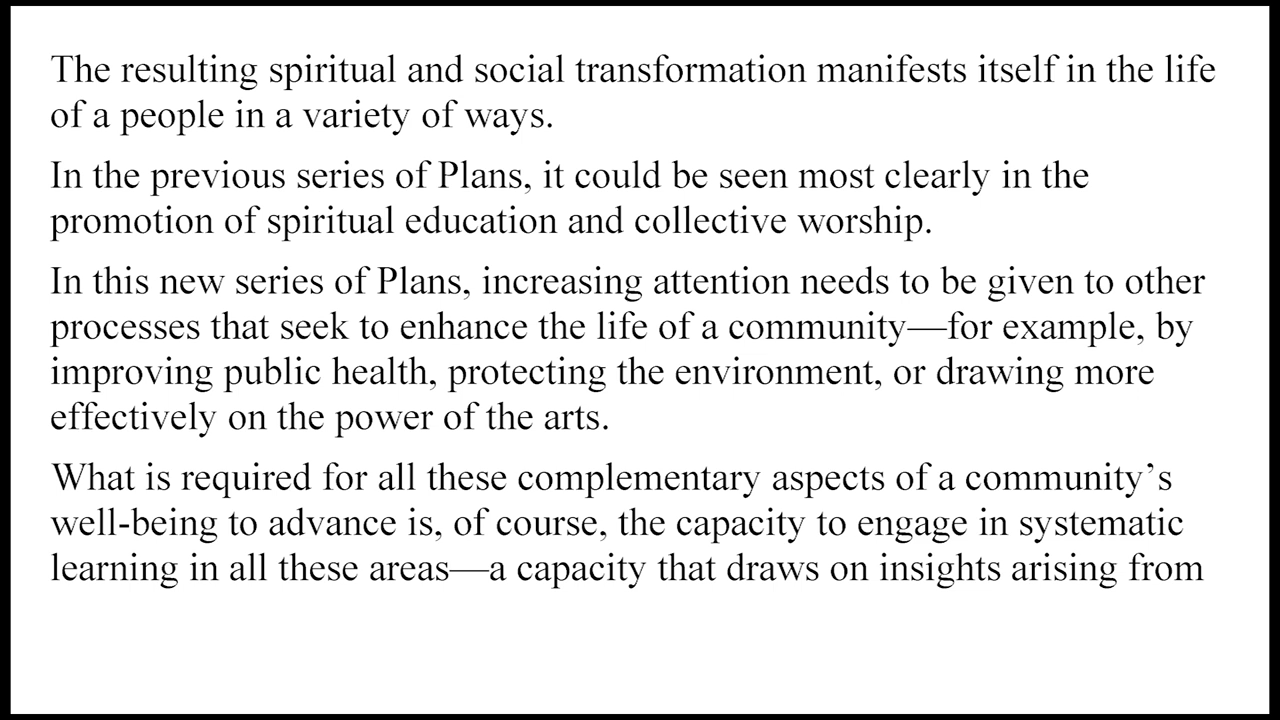 The resulting spiritual and social transformation manifests itself in the life
of a people in a variety of ways.
In the previous series of Plans, it could be seen most clearly in the
promotion of spiritual education and collective worship.
In this new series of Plans, increasing attention needs to be given to other
processes that seek to enhance the life of a community—for example, by
improving public health, protecting the environment, or drawing more
effectively on the power of the arts.
What is required for all these complementary aspects of a community’s
well-being to advance is, of course, the capacity to engage in systematic
learning in all these areas—a capacity that draws on insights arising from